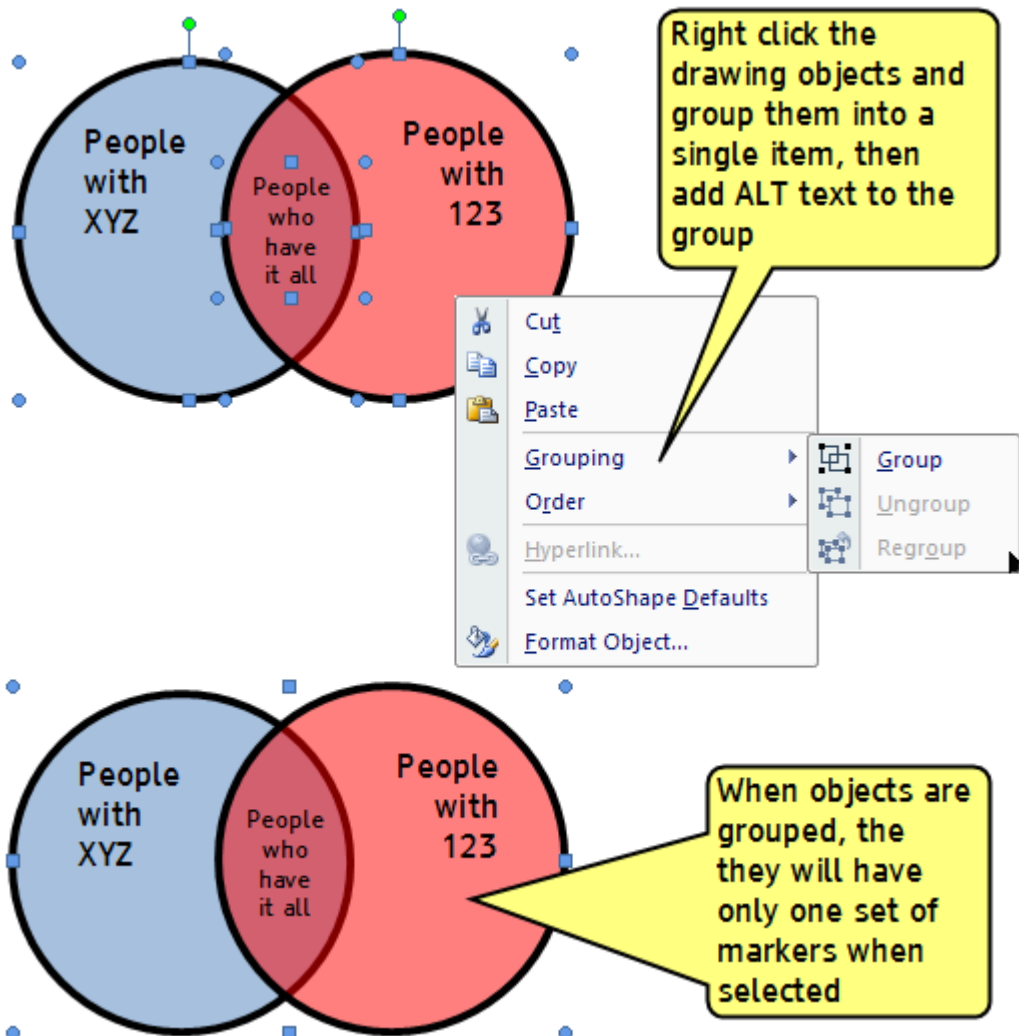 People
with
XYZ
People
who
have
it all
People
with
123
Right click the
drawing objects and
group them into a
single item, then
add ALT text to the
group
Cut
Copy
Paste
Grouping
Order
Hyperlink...
Set AutoShape Defaults
Format Object...
Group
Ungroup
Regroup
People
with
XYZ
People
who
have
it all
People
with
123
When objects are
grouped, the
they will have
only one set of
markers when
selected